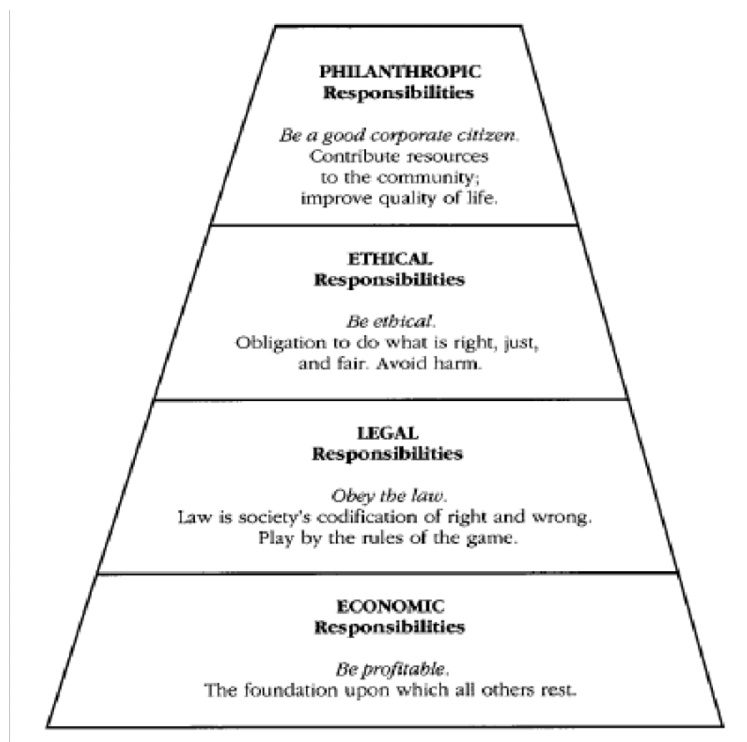 PHILANTHROPIC
Responsibilities
Be a good corporate citizen.
Contribute resources
to the community;
improve quality of life.
ETHICAL
Responsibilities
Be ethical.
Obligation to do what is right, just,
and fair. Avoid harm.
LEGAL
Responsibilities
Obey the law.
Law is society's codification of right and wrong.
Play by the rules of the game.
ECONOMIC
Responsibilities
Be profitable.
The foundation upon which all others rest.